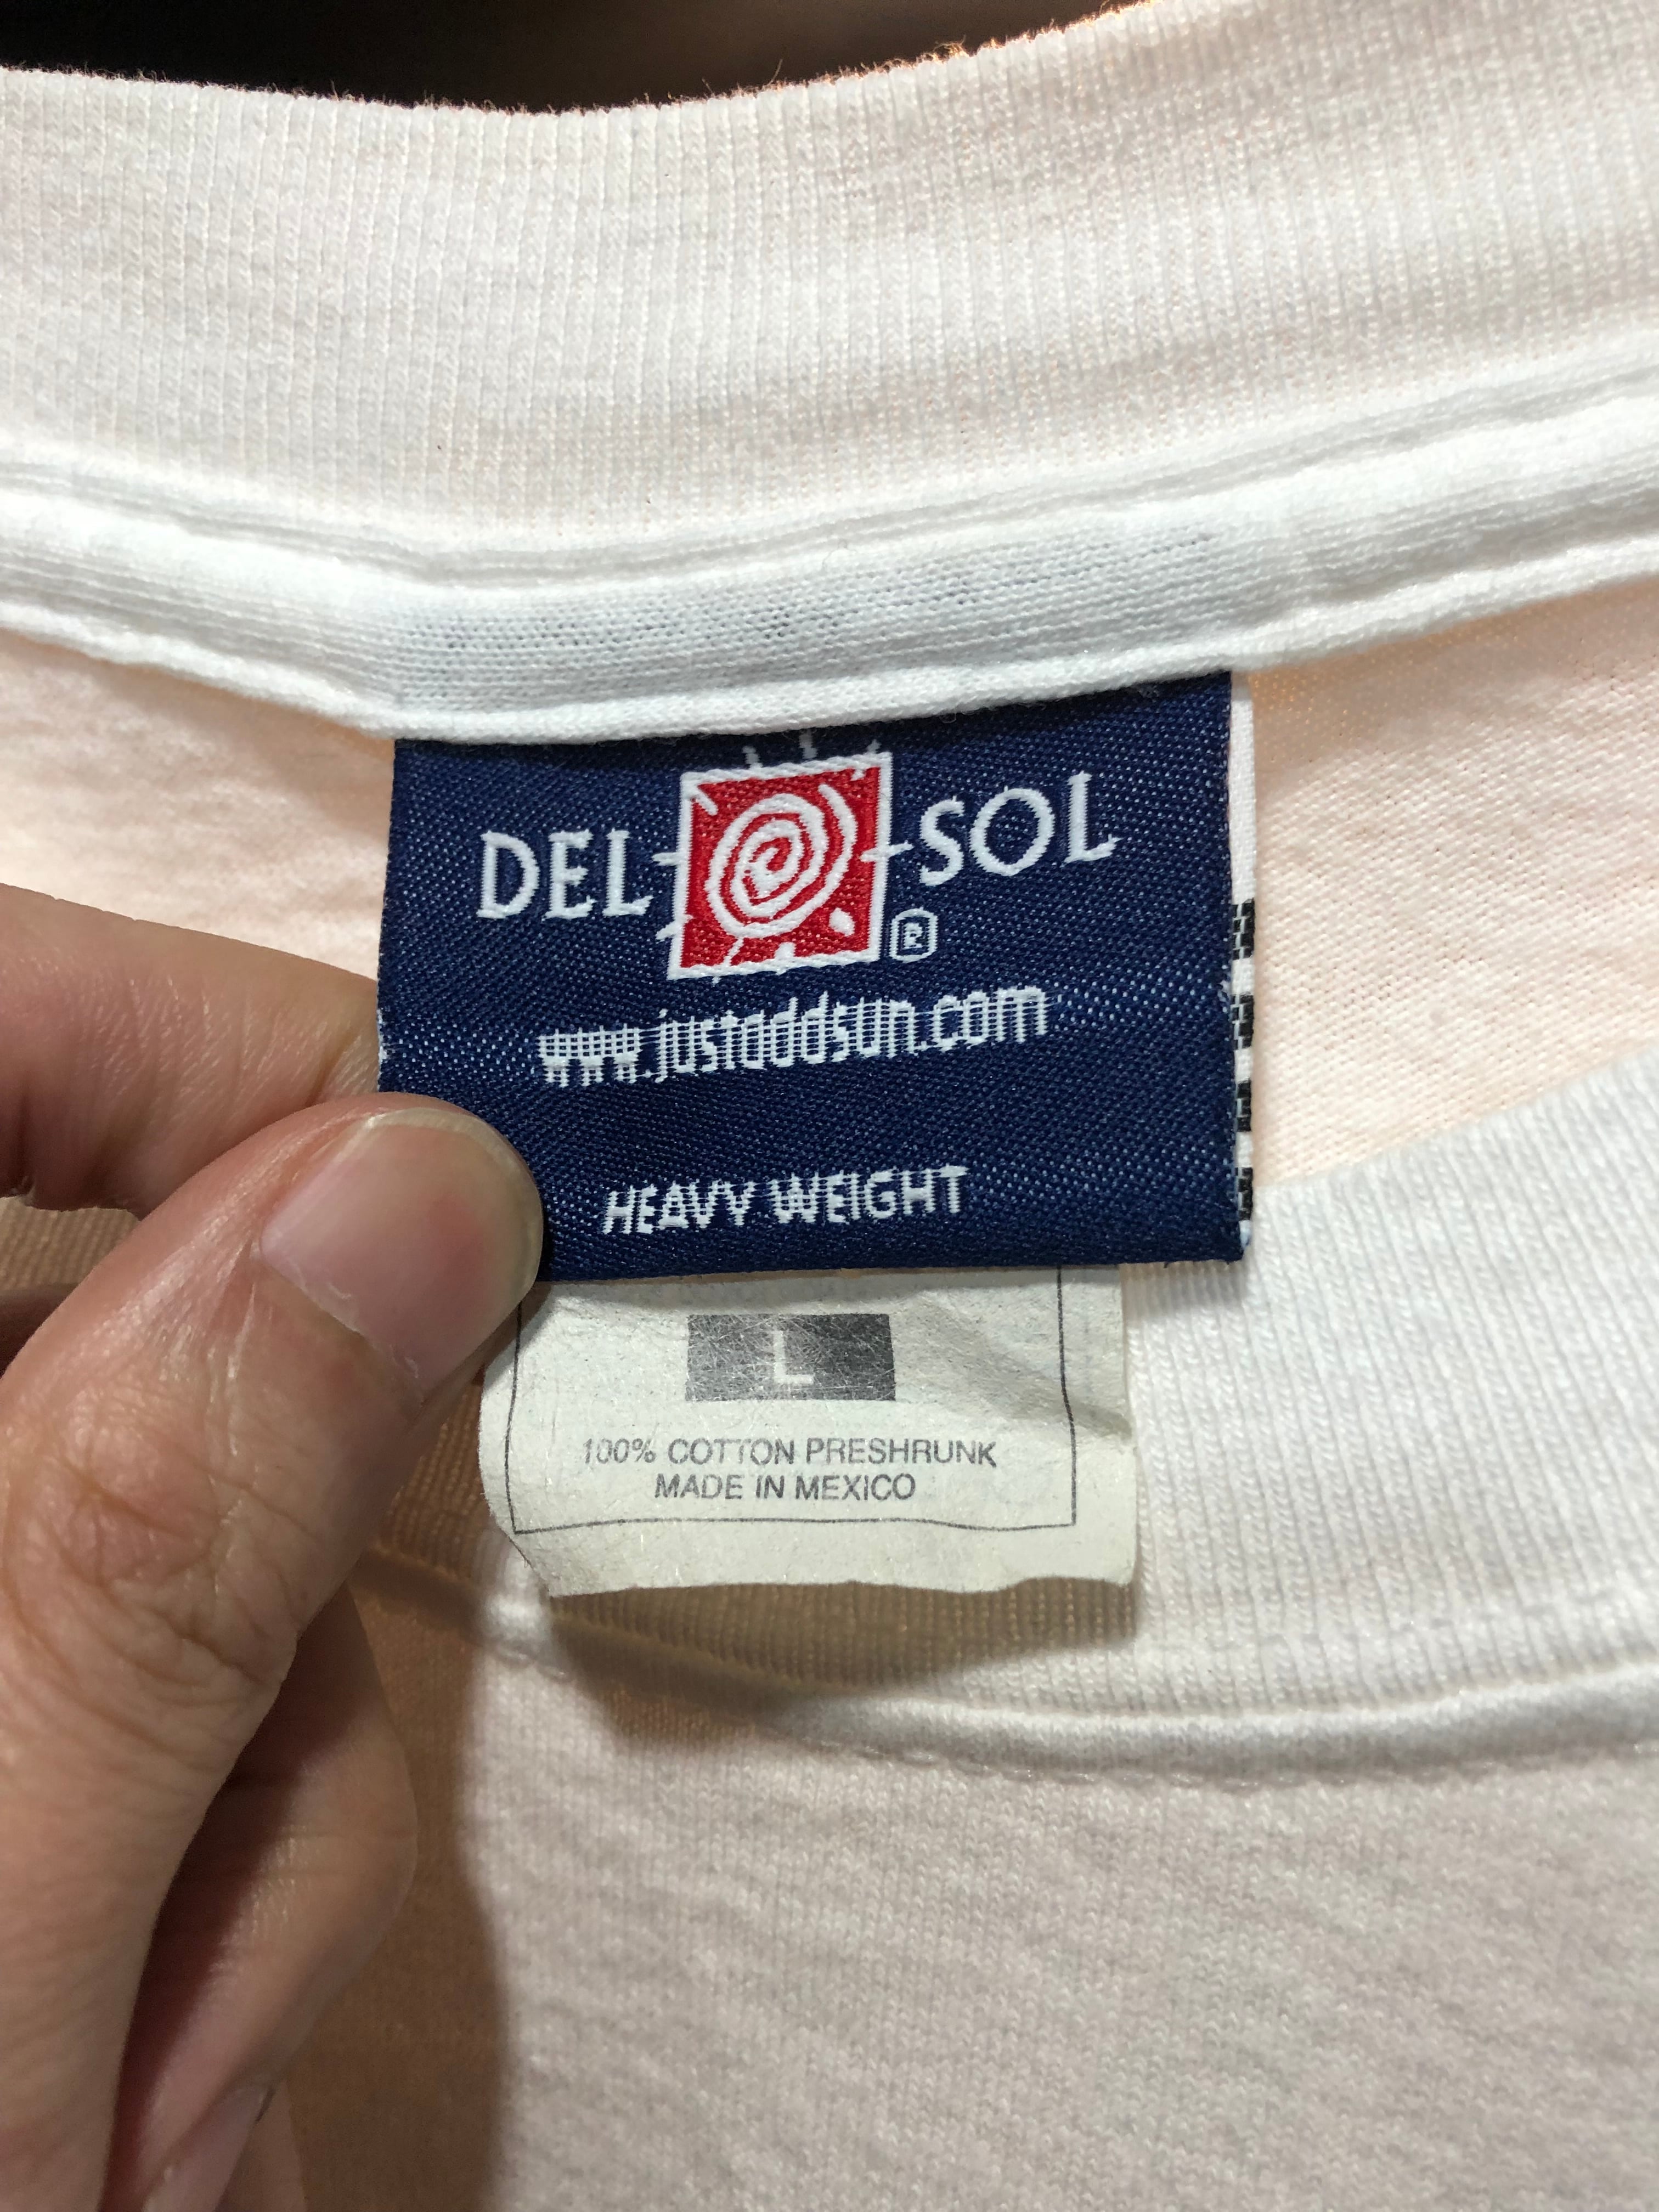 DEL SOL ®
www.justaddsun.com
HEAVY WEIGHT
L
100% COTTON PRESHRUNK
MADE IN MEXICO